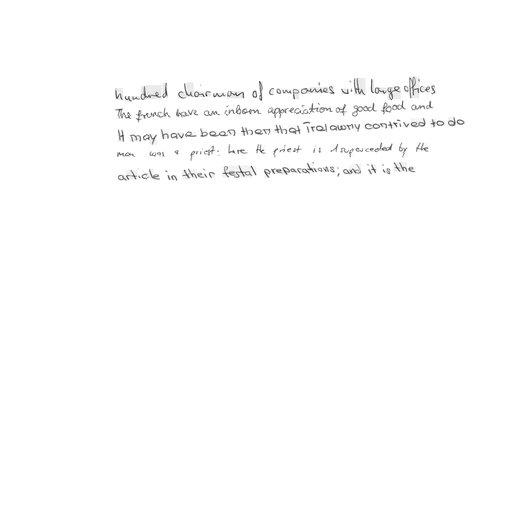 hundred chairman of companies with large offices
The french have an inborn appreciation of good food and
It may have been then that Trelawny contrived to do
man was a priest: here the priest is superceded by the
article in their festal preparations; and it is the